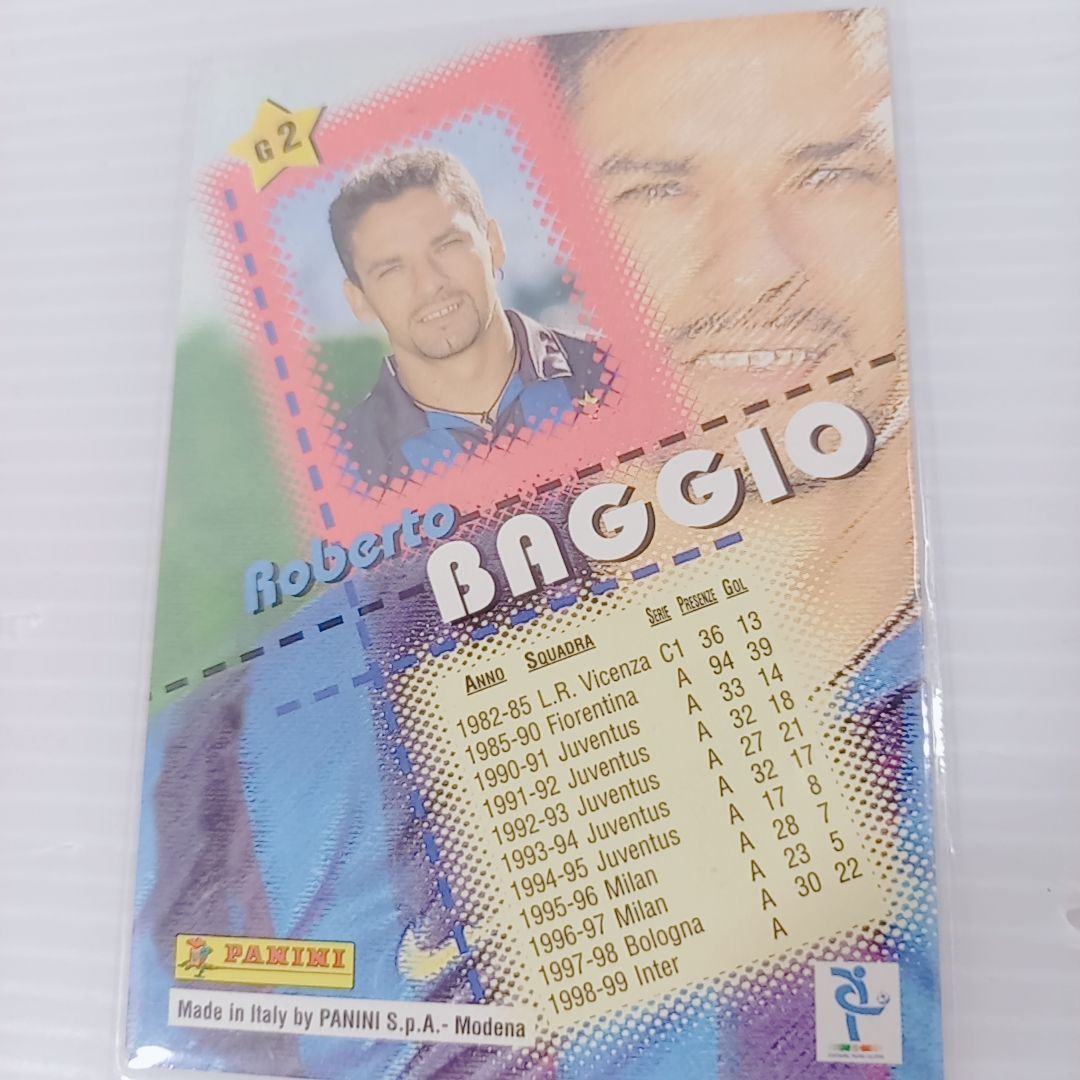 G 2
Roberto
BAGGIO
ANNO SQUADRA SERIE PRESENZE GOL
1982-85 L.R. Vicenza C1 36 13
1985-90 Fiorentina A 94 39
1990-91 Juventus A 33 14
1991-92 Juventus A 32 18
1992-93 Juventus A 27 21
1993-94 Juventus A 32 17
1994-95 Juventus A 17 8
1995-96 Milan A 28 7
1996-97 Milan A 23 5
1997-98 Bologna A 30 22
1998-99 Inter A
PANINI
Made in Italy by PANINI S.p.A.- Modena